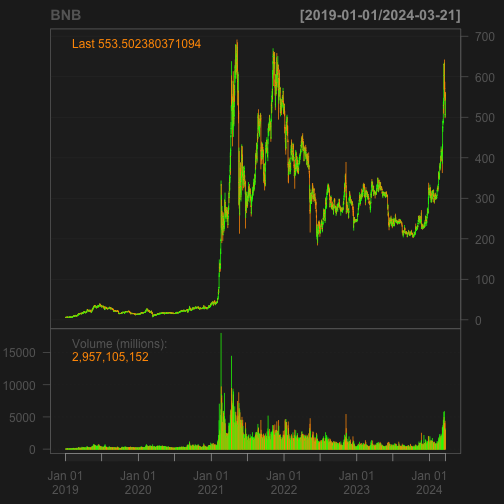 BNB [2019-01-01/2024-03-21]
Last 553.502380371094
700
600
500
400
300
200
100
0
Volume (millions):
2,957,105,152
15000
10000
5000
0
Jan 01 Jan 01 Jan 01 Jan 01 Jan 01 Jan 01
2019 2020 2021 2022 2023 2024